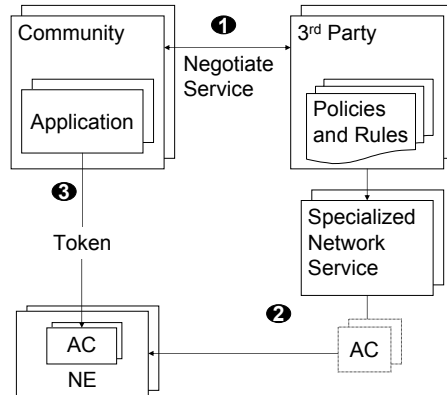 1
Community
3rd Party
Negotiate
Service
Application
Policies
and Rules
3
Specialized
Network
Service
Token
2
AC
AC
NE